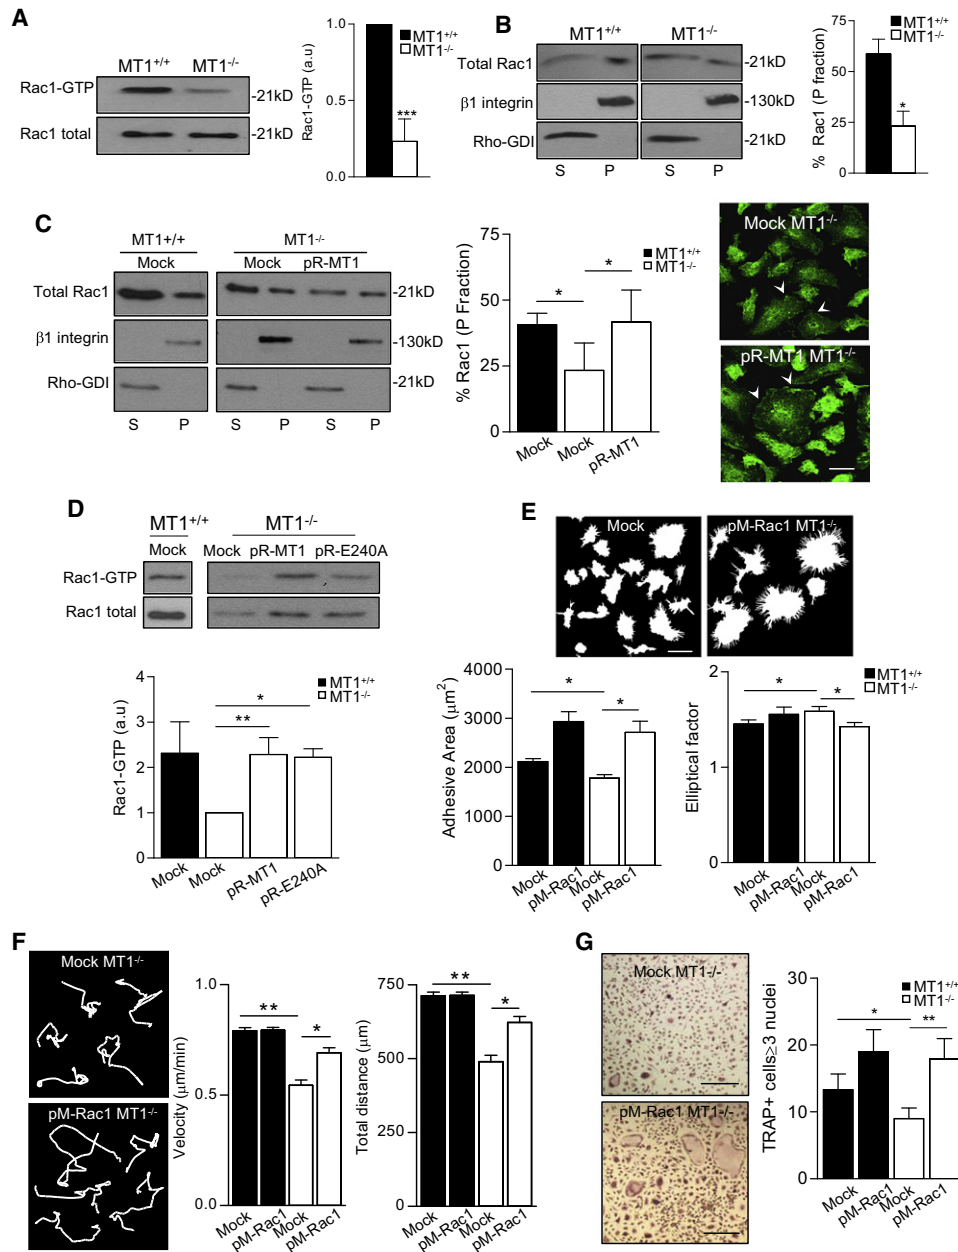 A
MT1+/+ MT1-/-
Rac1-GTP
-21kD
Rac1 total
-21kD
Rac1-GTP (a.u)
1.0
0.5
0.0
***
MT1+/+
MT1-/-
B
MT1+/+ MT1-/-
Total Rac1
-21kD
β1 integrin
-130kD
Rho-GDI
-21kD
S P S P
% Rac1 (P fraction)
75
50
25
0
*
MT1+/+
MT1-/-
C
MT1+/+ MT1-/-
Mock Mock pR-MT1
Total Rac1
-21kD
β1 integrin
-130kD
Rho-GDI
-21kD
S P S P S P
% Rac1 (P Fraction)
75
50
25
0
* *
MT1+/+
MT1-/-
Mock Mock pR-MT1
Mock MT1-/-
pR-MT1 MT1-/-
D
MT1+/+ MT1-/-
Mock Mock pR-MT1 pR-E240A
Rac1-GTP
Rac1 total
Rac1-GTP (a.u)
4
3
2
1
0
*
**
MT1+/+
MT1-/-
Mock Mock pR-MT1 pR-E240A
E
Mock
pM-Rac1 MT1-/-
Adhesive Area (μm2)
4000
3000
2000
1000
0
* *
Mock pM-Rac1 Mock pM-Rac1
Elliptical factor
2
1
0
* *
MT1+/+
MT1-/-
Mock pM-Rac1 Mock pM-Rac1
F
Mock MT1-/-
pM-Rac1 MT1-/-
Velocity (μm/min)
1.0
0.5
0.0
** *
Mock pM-Rac1 Mock pM-Rac1
Total distance (μm)
750
500
250
0
** *
Mock pM-Rac1 Mock pM-Rac1
G
Mock MT1-/-
pM-Rac1 MT1-/-
TRAP+ cells≥3 nuclei
30
20
10
0
* **
MT1+/+
MT1-/-
Mock pM-Rac1 Mock pM-Rac1